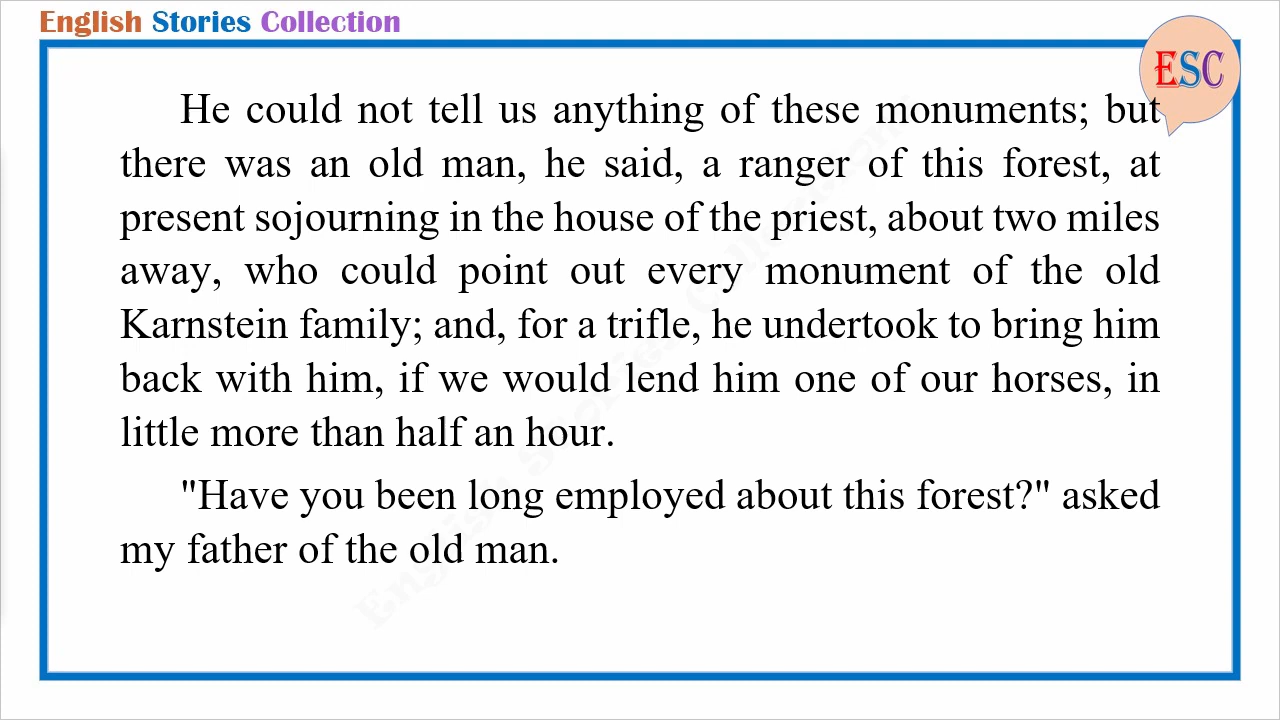 English Stories Collection
ESC
He could not tell us anything of these monuments; but
there was an old man, he said, a ranger of this forest, at
present sojourning in the house of the priest, about two miles
away, who could point out every monument of the old
Karnstein family; and, for a trifle, he undertook to bring him
back with him, if we would lend him one of our horses, in
little more than half an hour.
"Have you been long employed about this forest?" asked
my father of the old man.
English Stories Collection